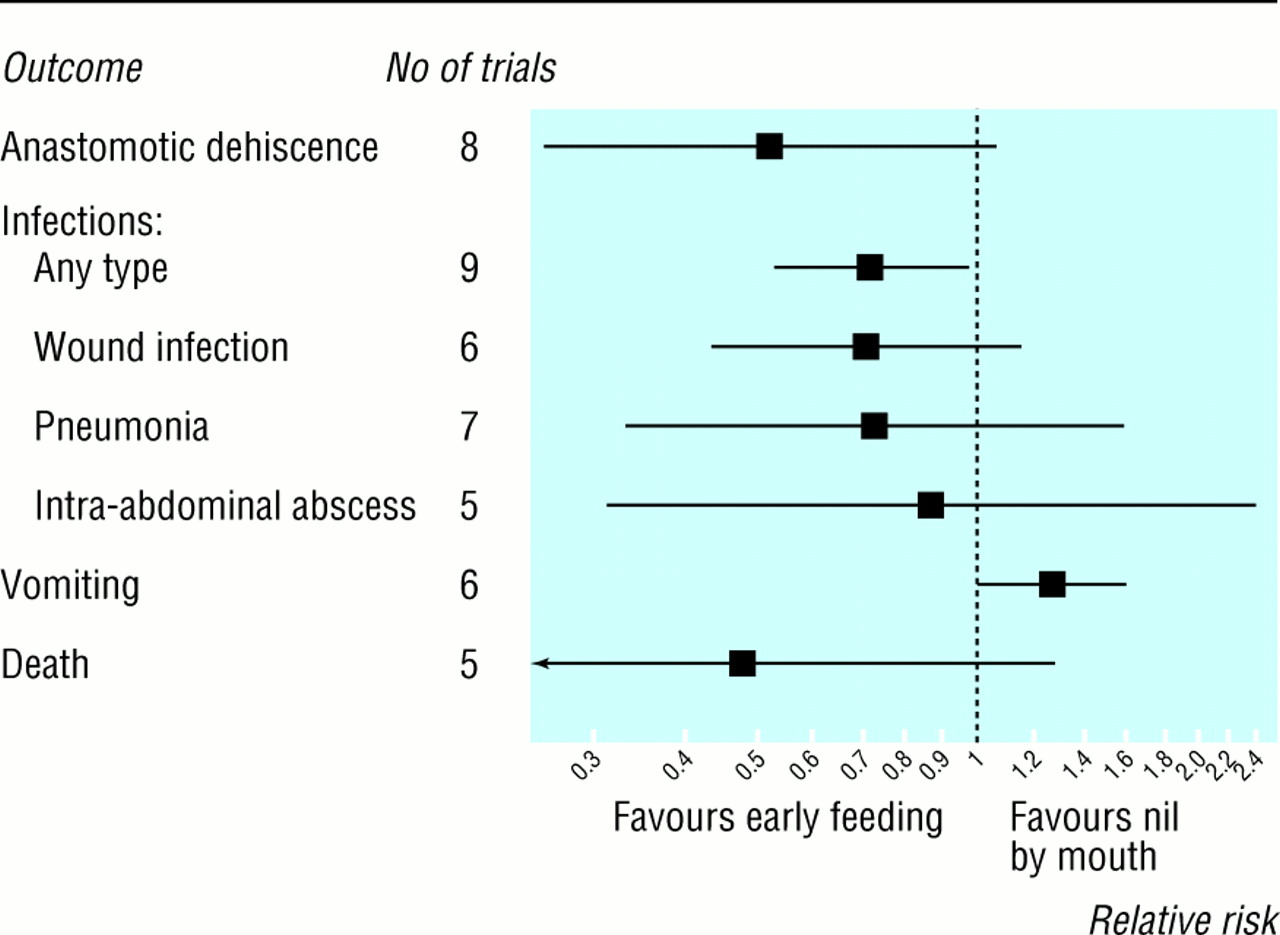 Outcome No of trials
Anastomotic dehiscence 8
Infections:
Any type 9
Wound infection 6
Pneumonia 7
Intra-abdominal abscess 5
Vomiting 6
Death 5
0.3 0.4 0.5 0.6 0.7 0.8 0.9 1 1.2 1.4 1.6 1.8 2.0 2.2 2.4
Favours early feeding Favours nil
by mouth
Relative risk